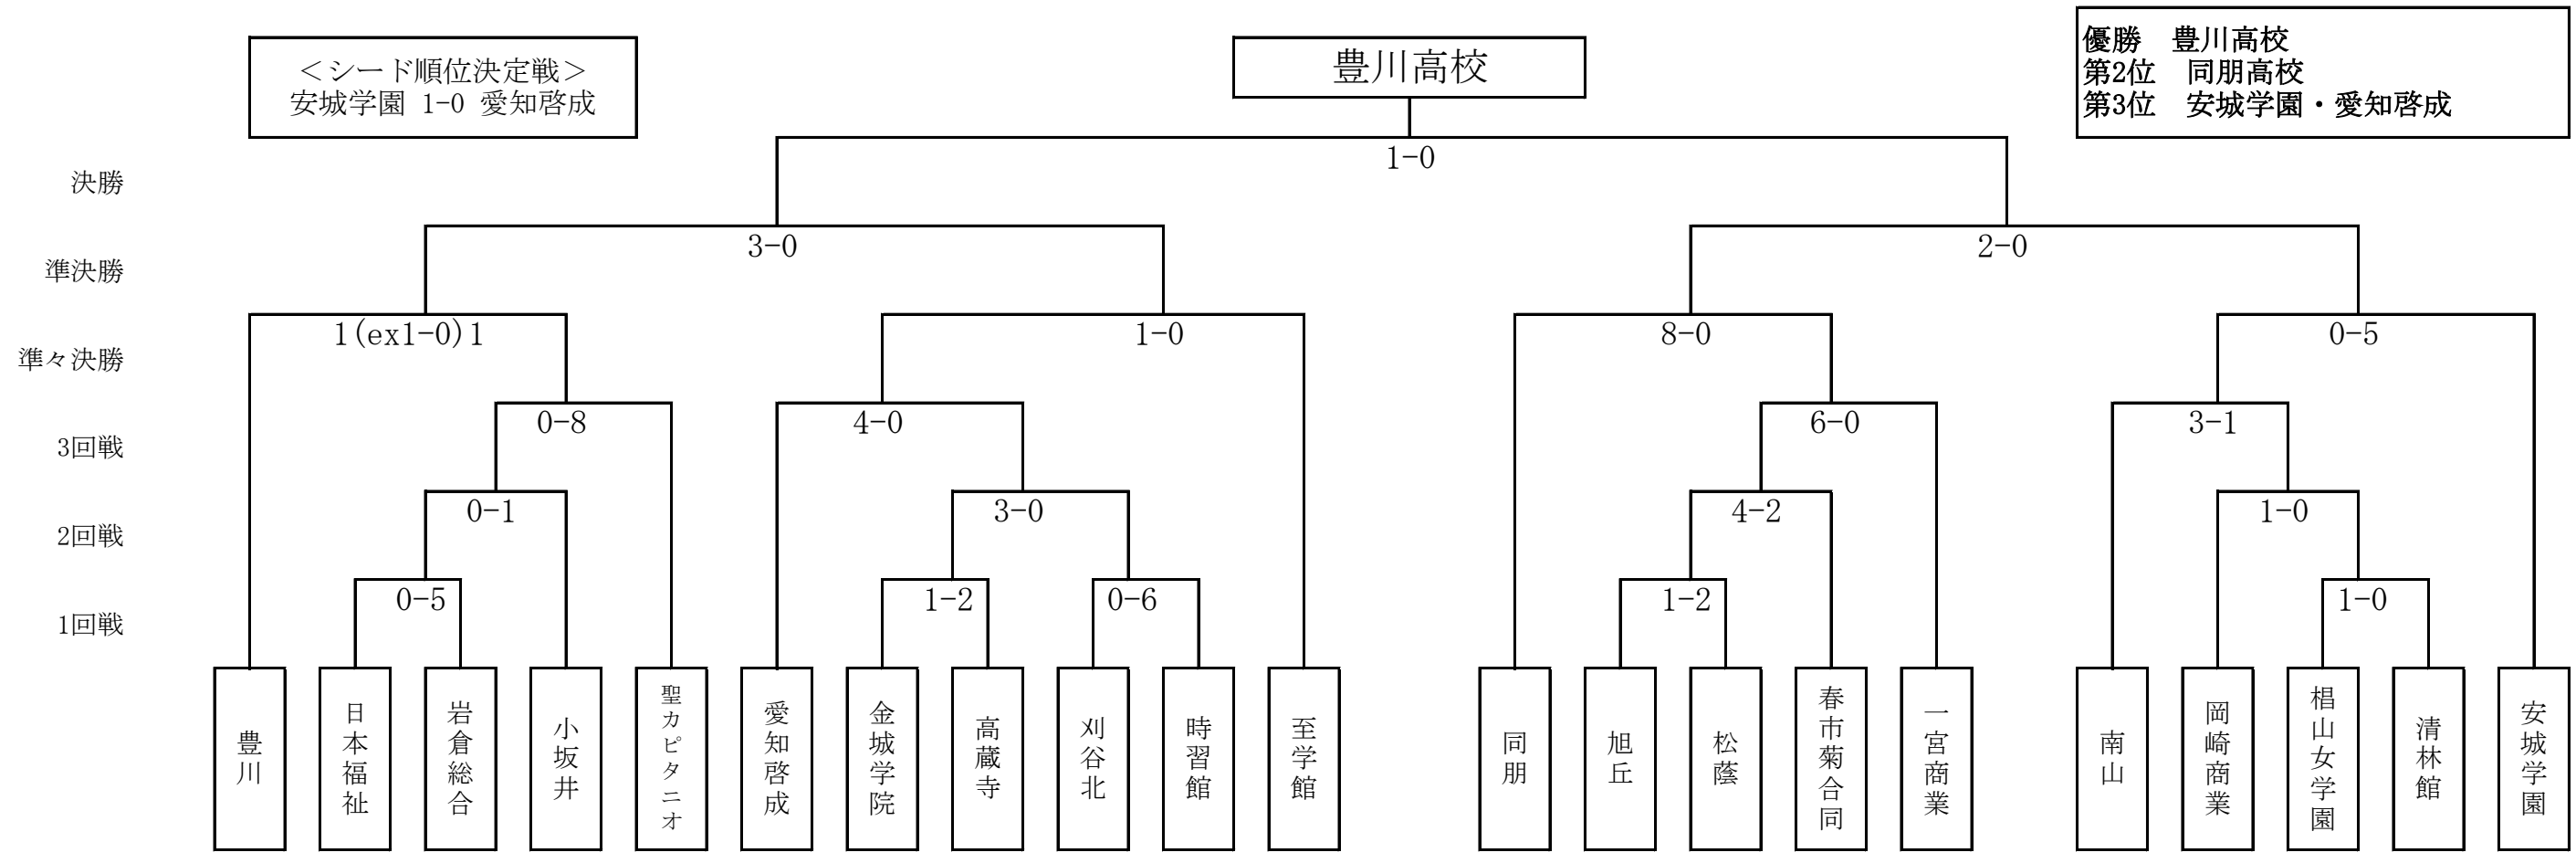 ＜シード順位決定戦＞
安城学園 1-0 愛知啓成
豊川高校
優勝　豊川高校
第2位　同朋高校
第3位　安城学園・愛知啓成
1-0
決勝
3-0
2-0
準決勝
1(ex1-0)1
1-0
8-0
0-5
準々決勝
0-8
4-0
6-0
3-1
3回戦
0-1
3-0
4-2
1-0
2回戦
0-5
1-2
0-6
1-2
1-0
1回戦
豊川
日本福祉
岩倉総合
小坂井
聖カピタニオ
愛知啓成
金城学院
高蔵寺
刈谷北
時習館
至学館
同朋
旭丘
松蔭
春市菊合同
一宮商業
南山
岡崎商業
椙山女学園
清林館
安城学園